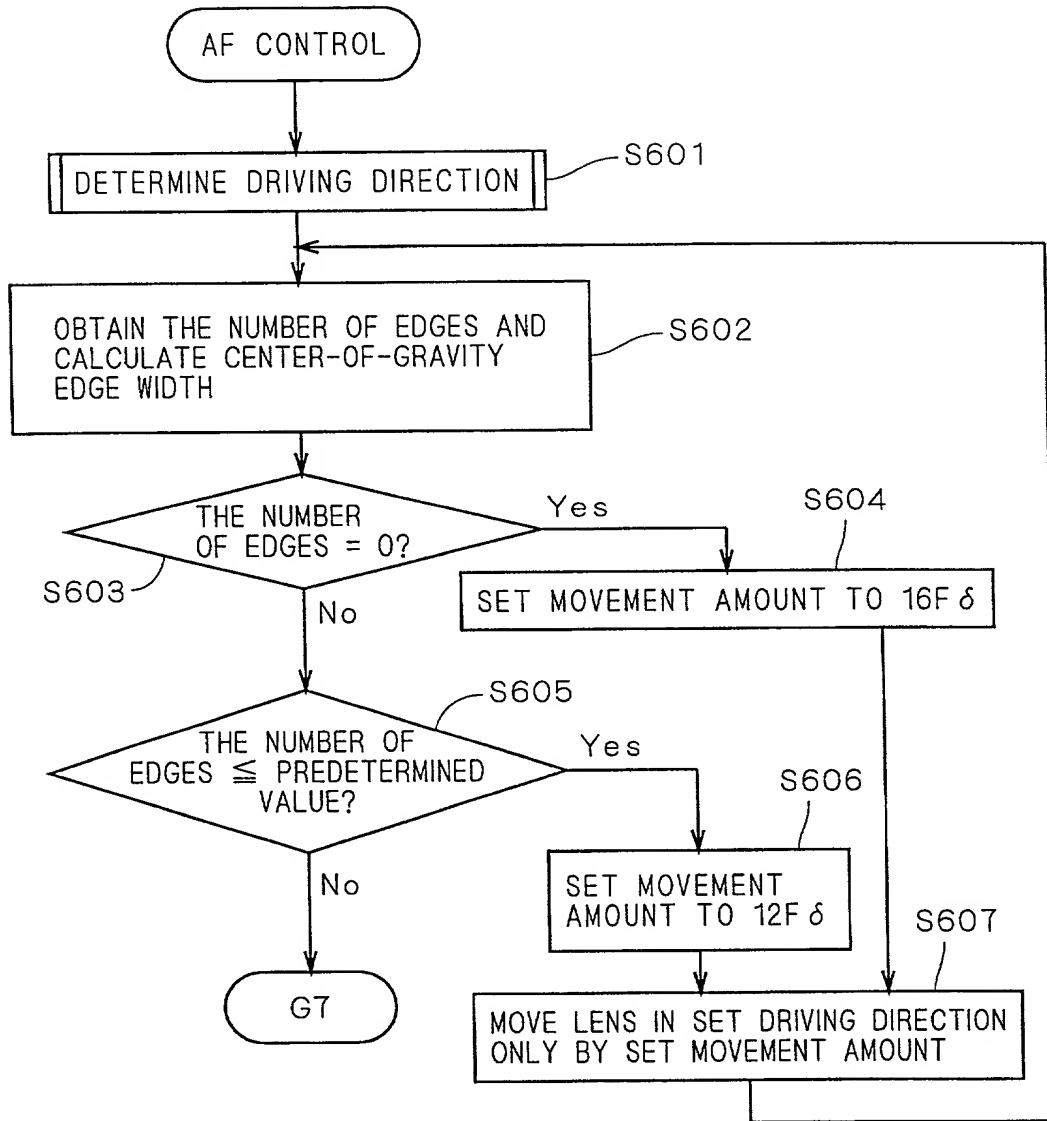 AF CONTROL
DETERMINE DRIVING DIRECTION
S601
OBTAIN THE NUMBER OF EDGES AND
CALCULATE CENTER-OF-GRAVITY
EDGE WIDTH
S602
THE NUMBER
OF EDGES = 0?
S603
Yes
No
S604
SET MOVEMENT AMOUNT TO 16Fδ
S605
THE NUMBER OF
EDGES ≦ PREDETERMINED
VALUE?
Yes
No
S606
SET MOVEMENT
AMOUNT TO 12Fδ
S607
G7
MOVE LENS IN SET DRIVING DIRECTION
ONLY BY SET MOVEMENT AMOUNT